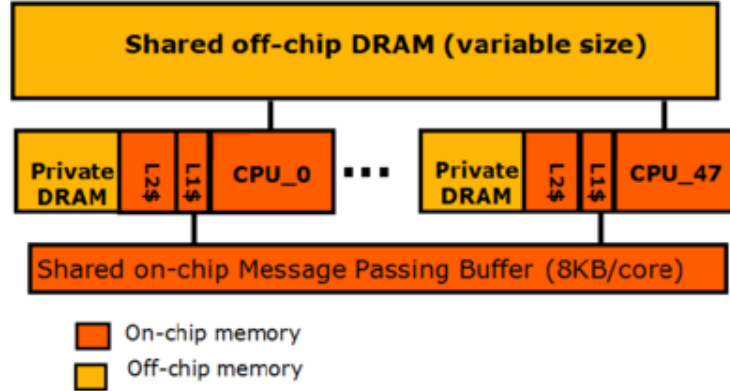 Shared off-chip DRAM (variable size)
Private
DRAM
L2$
L1$
CPU_0
...
Private
DRAM
L2$
L1$
CPU_47
Shared on-chip Message Passing Buffer (8KB/core)
On-chip memory
Off-chip memory